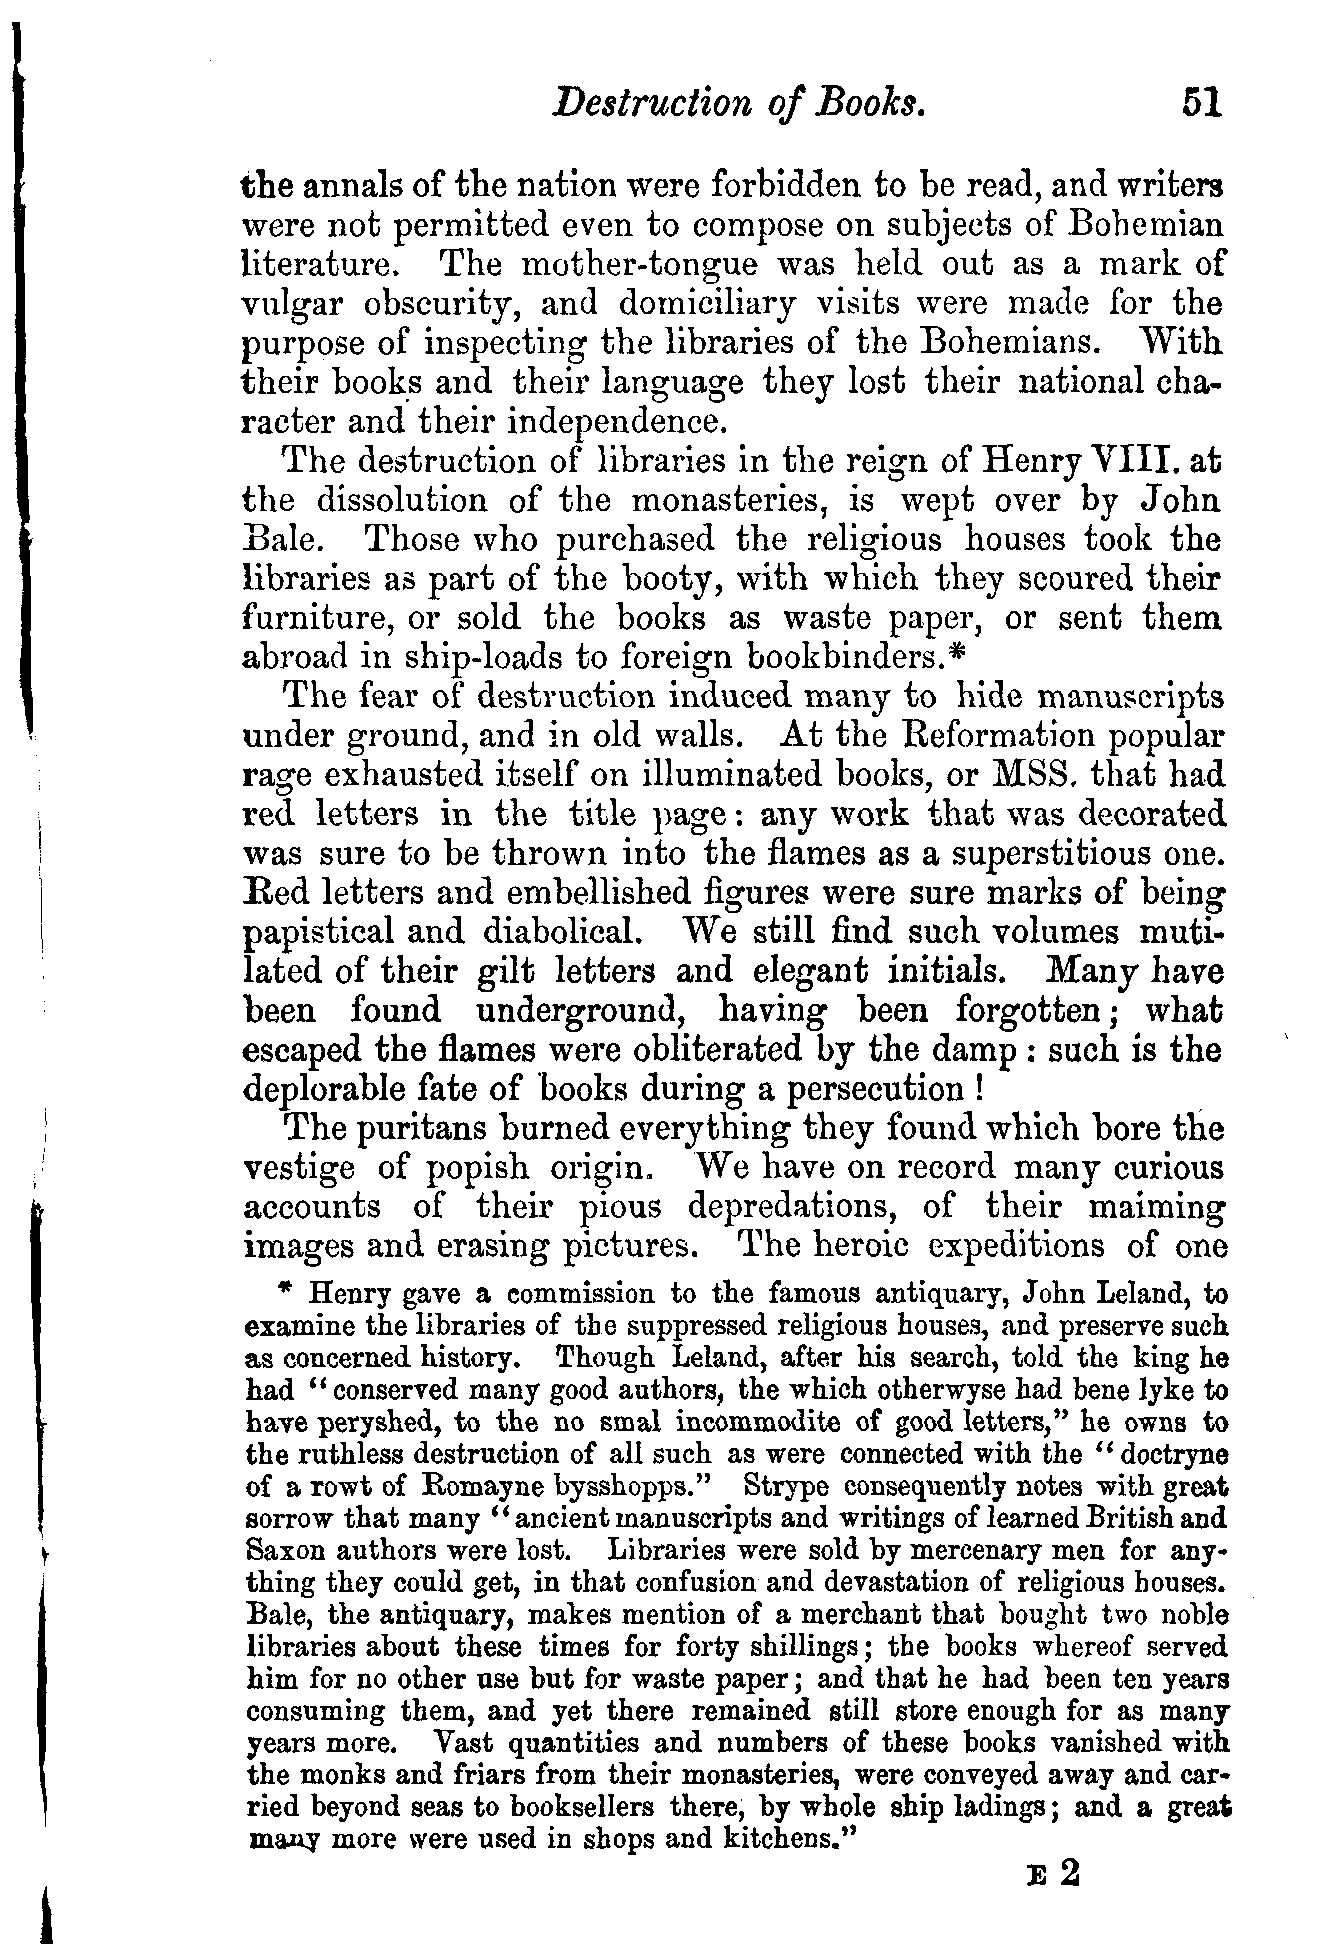 Destruction of Books. 51
the annals of the nation were forbidden to be read, and writers
were not permitted even to compose on subjects of Bohemian
literature. The mother-tongue was held out as a mark of
vulgar obscurity, and domiciliary visits were made for the
purpose of inspecting the libraries of the Bohemians. With
their books and their language they lost their national cha-
racter and their independence.
The destruction of libraries in the reign of Henry VIII. at
the dissolution of the monasteries, is wept over by John
Bale. Those who purchased the religious houses took the
libraries as part of the booty, with which they scoured their
furniture, or sold the books as waste paper, or sent them
abroad in ship-loads to foreign bookbinders.*
The fear of destruction induced many to hide manuscripts
under ground, and in old walls. At the Reformation popular
rage exhausted itself on illuminated books, or MSS. that had
red letters in the title page: any work that was decorated
was sure to be thrown into the flames as a superstitious one.
Red letters and embellished figures were sure marks of being
papistical and diabolical. We still find such volumes muti-
lated of their gilt letters and elegant initials. Many have
been found underground, having been forgotten; what
escaped the flames were obliterated by the damp: such is the
deplorable fate of books during a persecution!
The puritans burned everything they found which bore the
vestige of popish origin. We have on record many curious
accounts of their pious depredations, of their maiming
images and erasing pictures. The heroic expeditions of one
* Henry gave a commission to the famous antiquary, John Leland, to
examine the libraries of the suppressed religious houses, and preserve such
as concerned history. Though Leland, after his search, told the king he
had "conserved many good authors, the which otherwyse had bene lyke to
have peryshed, to the no smal incommodite of good letters," he owns to
the ruthless destruction of all such as were connected with the "doctryne
of a rowt of Romayne bysshopps." Strype consequently notes with great
sorrow that many "ancient manuscripts and writings of learned British and
Saxon authors were lost. Libraries were sold by mercenary men for any-
thing they could get, in that confusion and devastation of religious houses.
Bale, the antiquary, makes mention of a merchant that bought two noble
libraries about these times for forty shillings; the books whereof served
him for no other use but for waste paper; and that he had been ten years
consuming them, and yet there remained still store enough for as many
years more. Vast quantities and numbers of these books vanished with
the monks and friars from their monasteries, were conveyed away and car-
ried beyond seas to booksellers there, by whole ship ladings; and a great
many more were used in shops and kitchens."
E 2